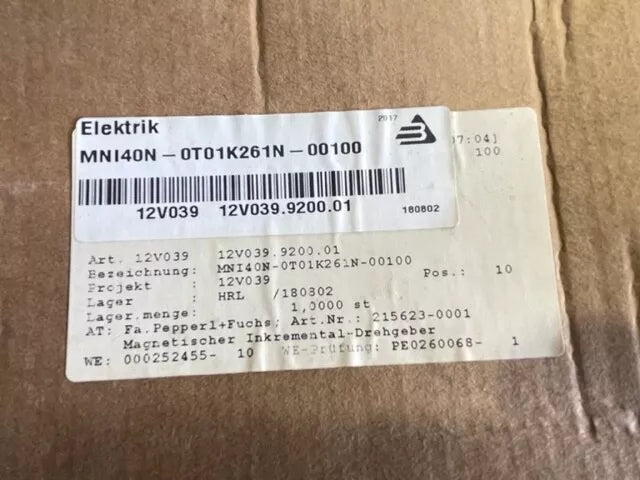 Elektrik
2017
MNI40N-0T01K261N-00100
12V039 12V039.9200.01
180802
07:04]
100
Art. 12V039 12V039.9200.01
Bezeichnung: MNI40N-0T01K261N-00100
Projekt : 12V039 Pos.: 10
Lager : HRL /180802
Lager.menge: 1,0000 st
AT: Fa.Pepperl+Fuchs; Art.Nr.: 215623-0001
Magnetischer Inkremental-Drehgeber
WE: 000252455- 10 WE-Prüfung: PE0260068- 1